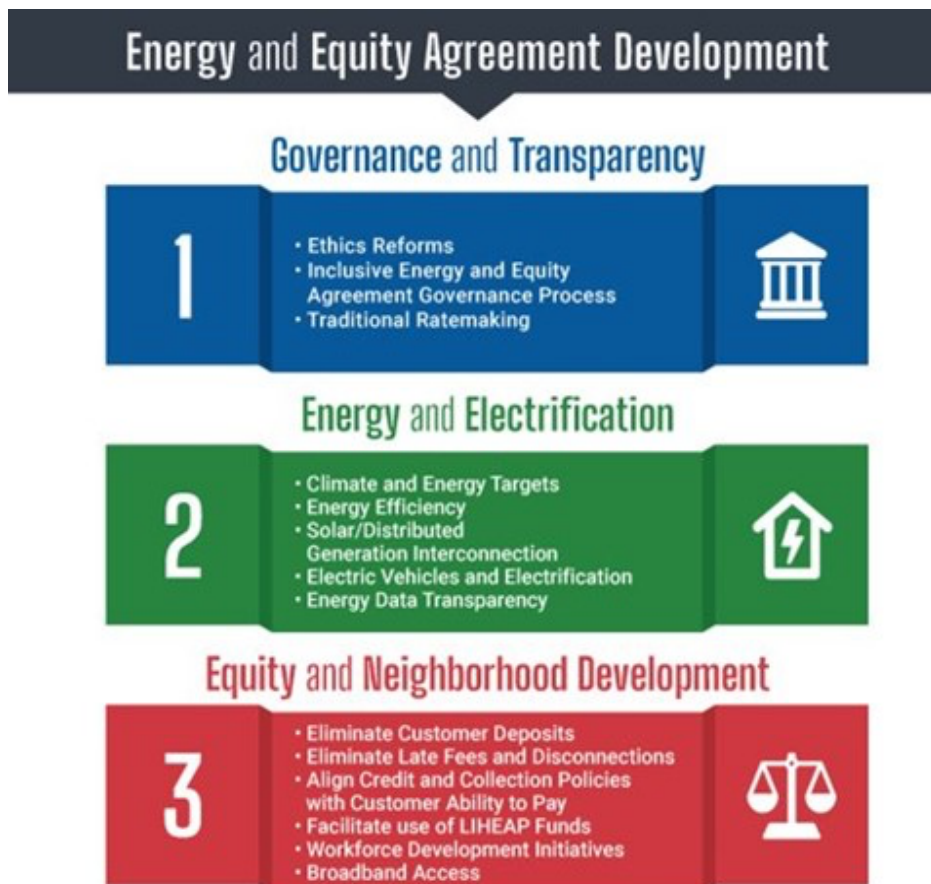 Energy and Equity Agreement Development
Governance and Transparency
1
• Ethics Reforms
• Inclusive Energy and Equity
Agreement Governance Process
• Traditional Ratemaking
Energy and Electrification
2
• Climate and Energy Targets
• Energy Efficiency
• Solar/Distributed
Generation Interconnection
• Electric Vehicles and Electrification
• Energy Data Transparency
Equity and Neighborhood Development
3
• Eliminate Customer Deposits
• Eliminate Late Fees and Disconnections
• Align Credit and Collection Policies
with Customer Ability to Pay
• Facilitate use of LIHEAP Funds
• Workforce Development Initiatives
• Broadband Access